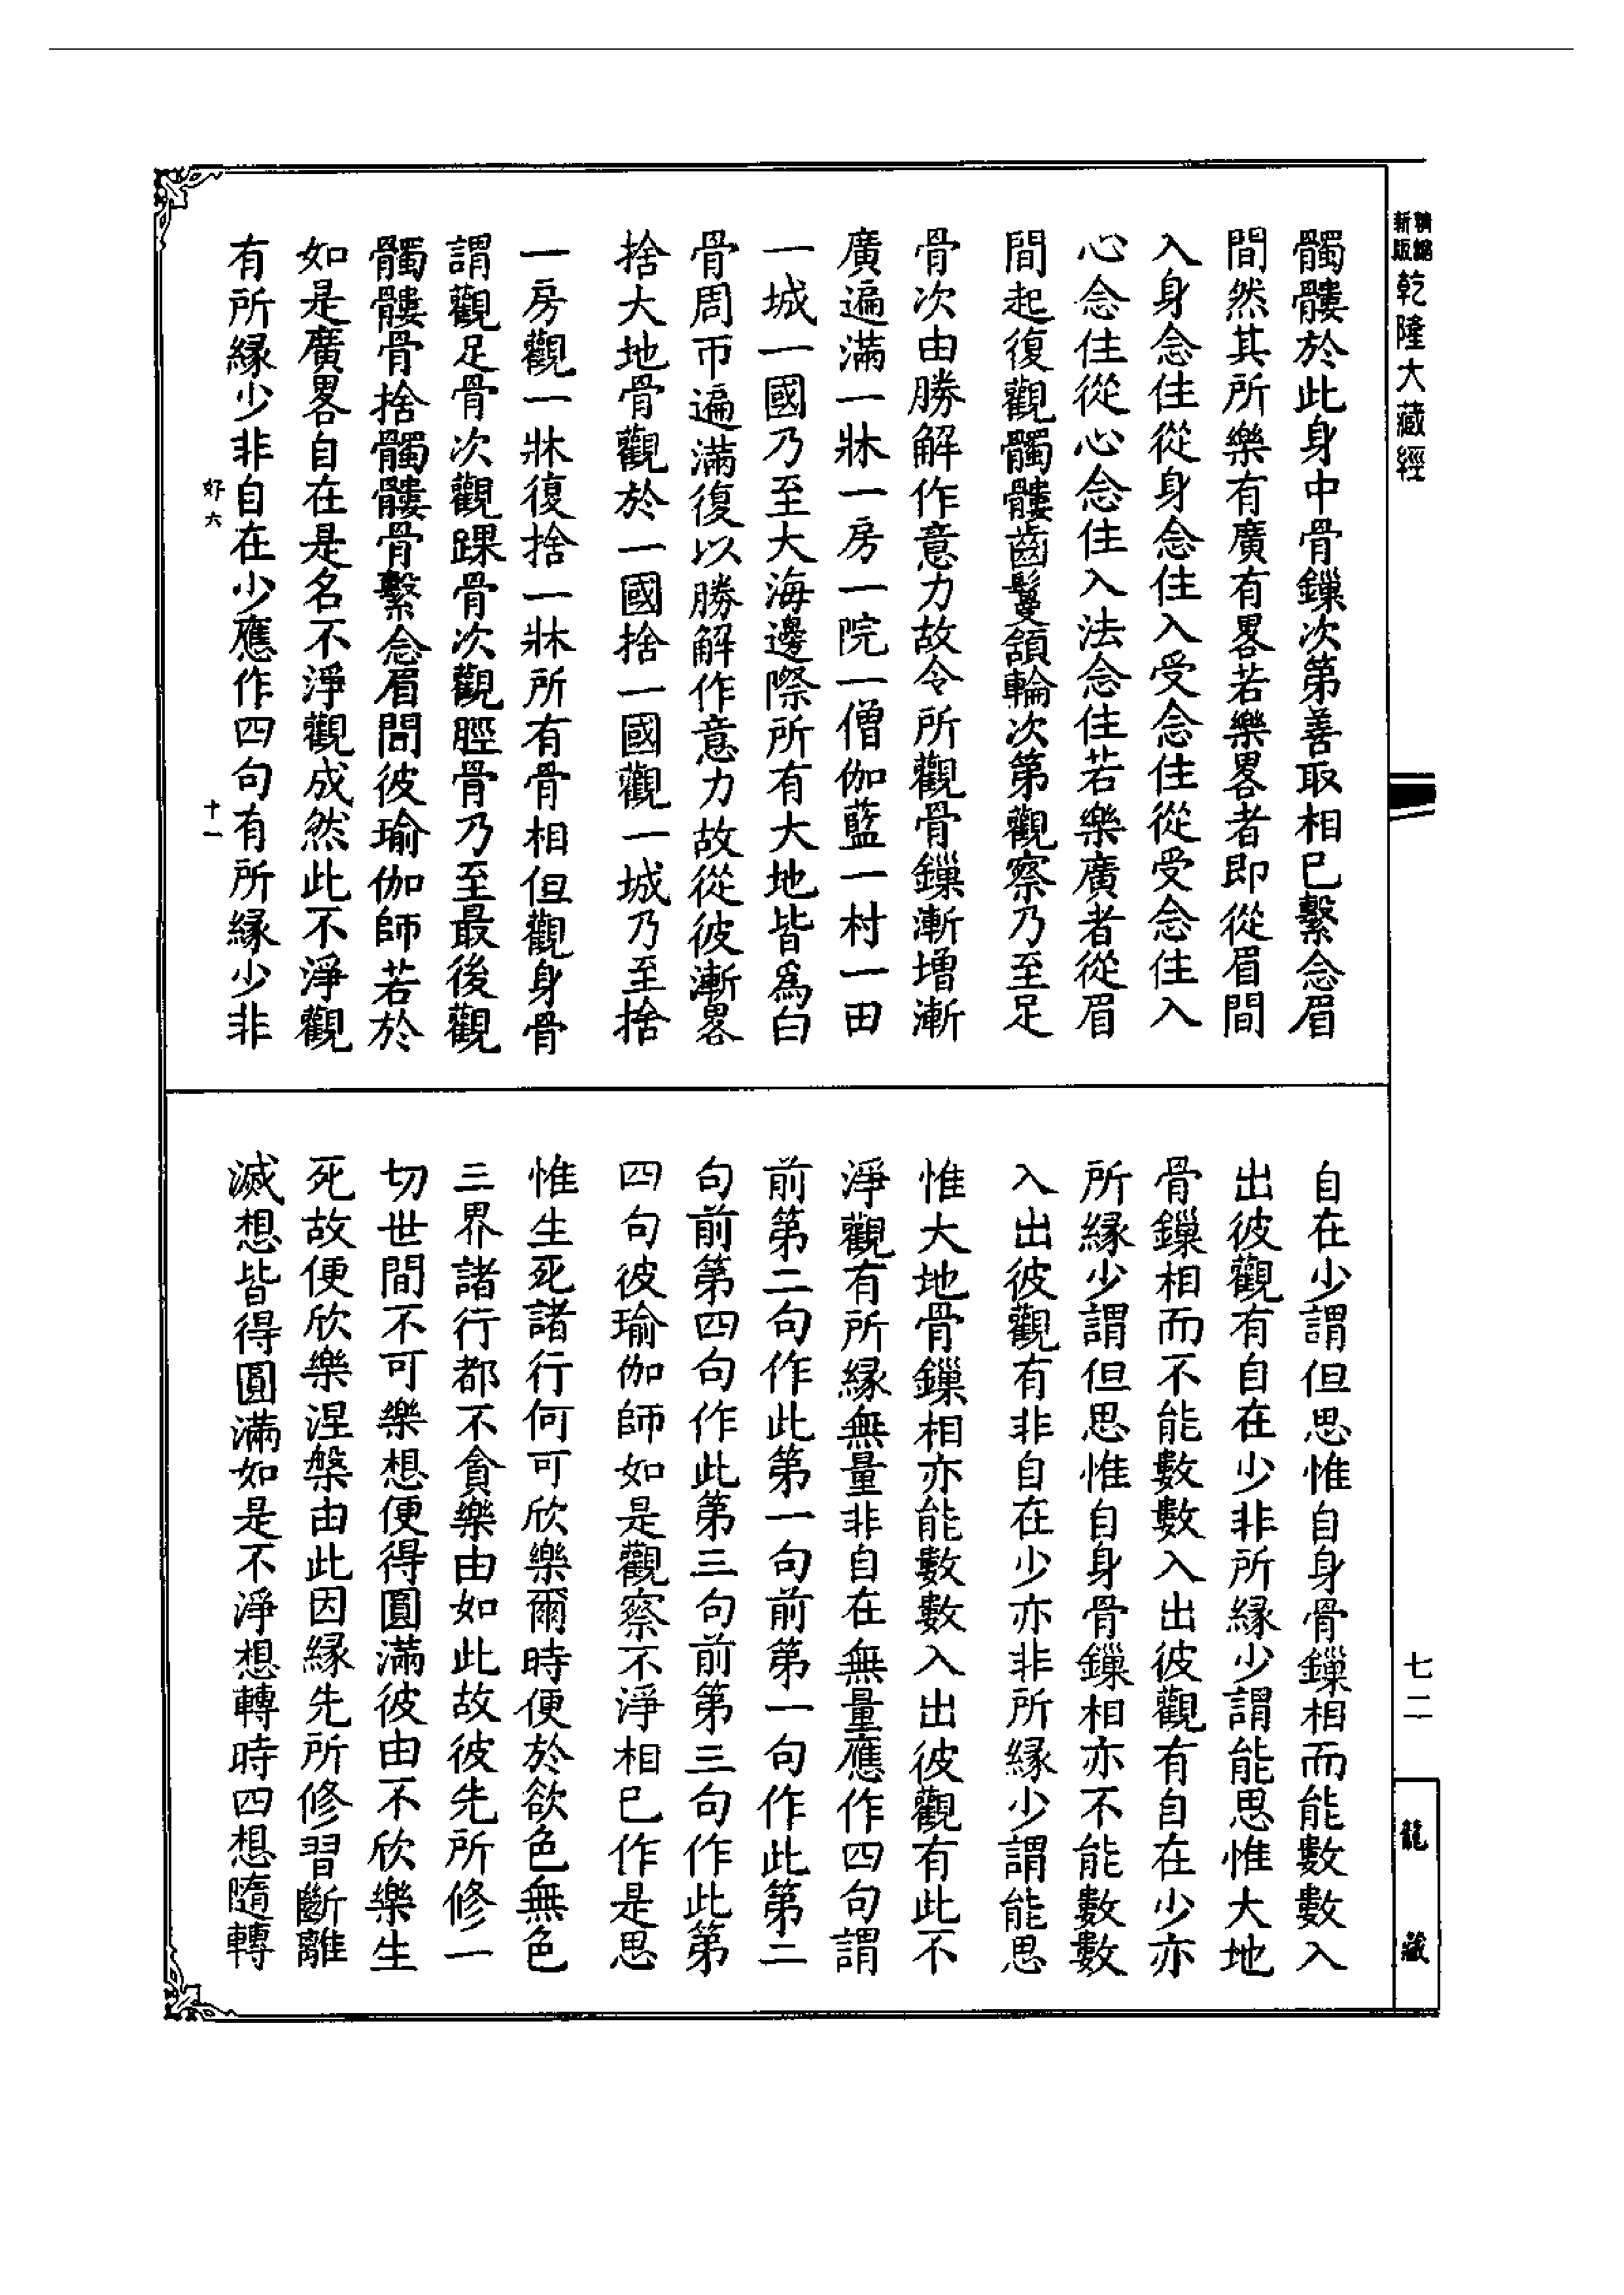 精編
新版
乾隆大藏經
髑髏於此身中骨鏁次第善取相已繫念眉
間然其所樂有廣有畧若樂畧者即從眉間
入身念住從身念住入受念住從受念住入
心念住從心念住入法念住若樂廣者從眉
間起復觀髑髏齒鬘頷輪次第觀察乃至足
骨次由勝解作意力故令所觀骨鏁漸增漸
廣遍滿一牀一房一院一僧伽藍一村一田
一城一國乃至大海邊際所有大地皆爲白
骨周帀遍滿復以勝解作意力故從彼漸畧
捨大地骨觀於一國捨一國觀一城乃至捨
一房觀一牀復捨一牀所有骨相但觀身骨
謂觀足骨次觀踝骨次觀脛骨乃至最後觀
髑髏骨捨髑髏骨繫念眉間彼瑜伽師若於
如是廣畧自在是名不淨觀成然此不淨觀
有所緣少非自在少應作四句有所緣少非
好六
十一
自在少謂但思惟自身骨鏁相而能數數入
出彼觀有自在少非所緣少謂能思惟大地
骨鏁相而不能數數入出彼觀有自在少亦
所緣少謂但思惟自身骨鏁相亦不能數數
入出彼觀有非自在少亦非所緣少謂能思
惟大地骨鏁相亦能數數入出彼觀有此不
淨觀有所緣無量非自在無量應作四句謂
前第二句作此第一句前第一句作此第二
句前第四句作此第三句前第三句作此第
四句彼瑜伽師如是觀察不淨相已作是思
惟生死諸行何可欣樂爾時便於欲色無色
三界諸行都不貪樂由如此故彼先所修一
切世間不可樂想便得圓滿彼由不欣樂生
死故便欣樂涅槃由此因緣先所修習斷離
滅想皆得圓滿如是不淨想轉時四想隨轉
七二
龍藏